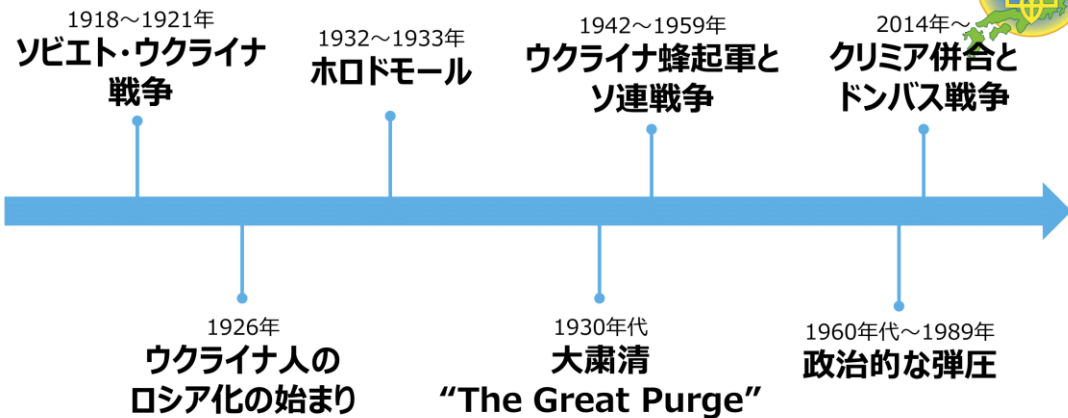 1918～1921年
ソビエト・ウクライナ
戦争
1932～1933年
ホロドモール
1942～1959年
ウクライナ蜂起軍と
ソ連戦争
2014年～
クリミア併合と
ドンバス戦争
1926年
ウクライナ人の
ロシア化の始まり
1930年代
大粛清
“The Great Purge”
1960年代～1989年
政治的な弾圧